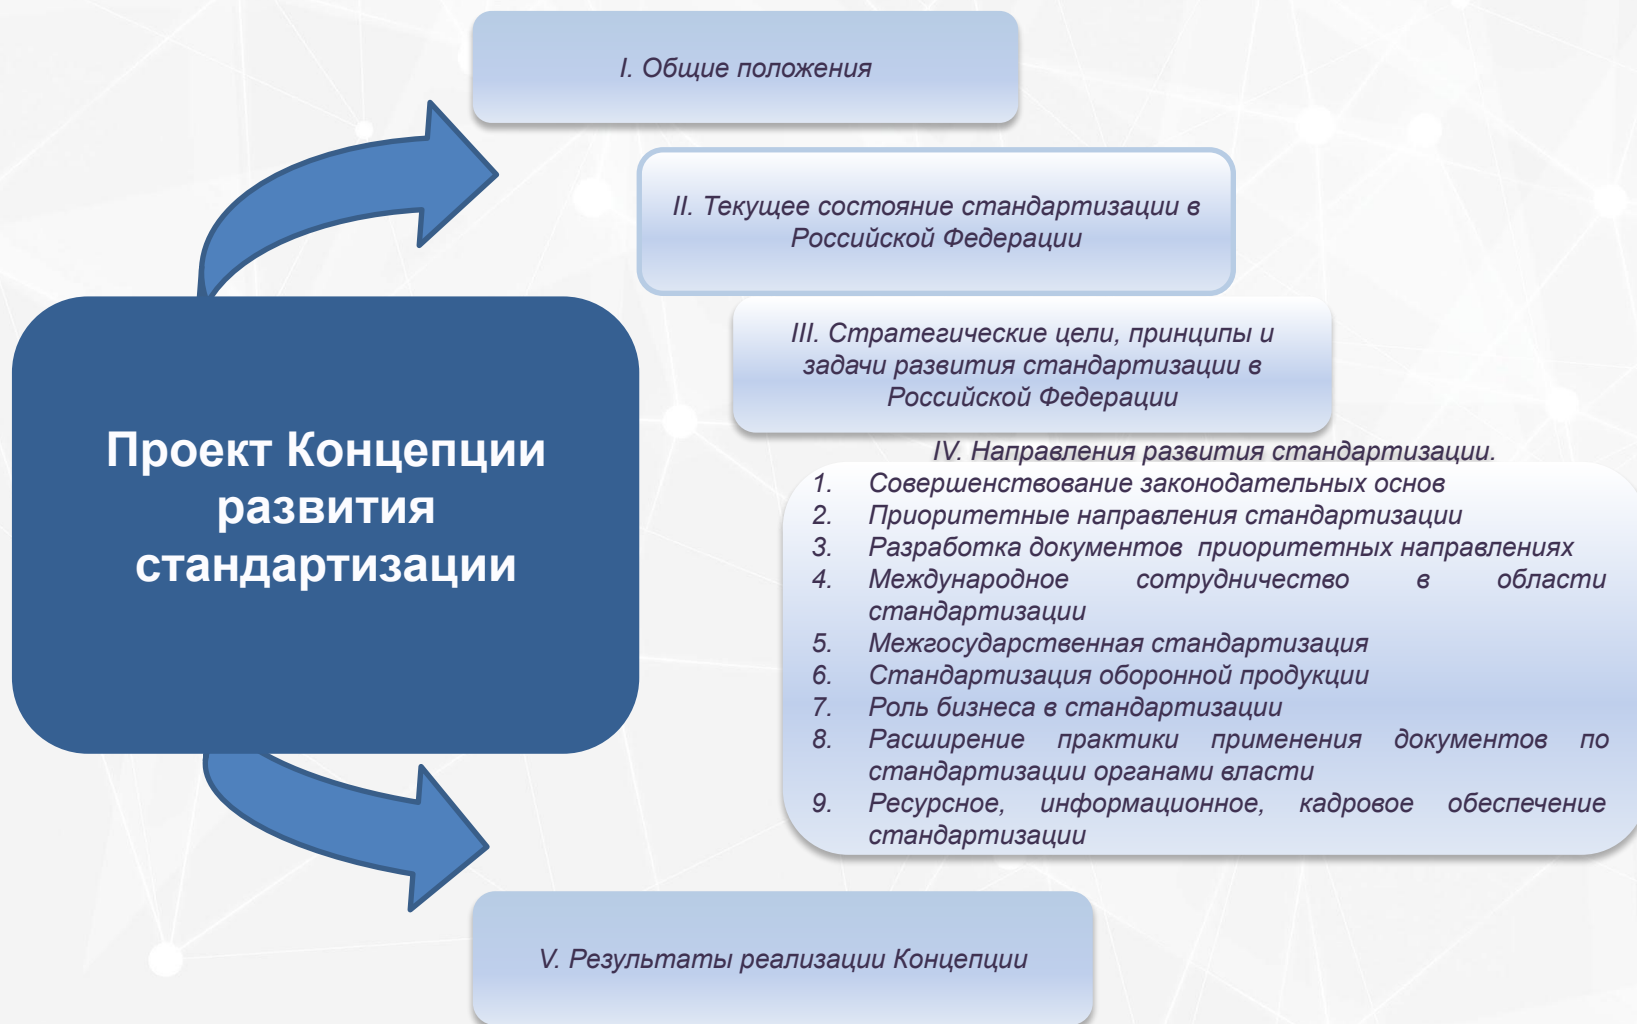 I. Общие положения
II. Текущее состояние стандартизации в
Российской Федерации
III. Стратегические цели, принципы и
задачи развития стандартизации в
Российской Федерации
Проект Концепции
развития
стандартизации
IV. Направления развития стандартизации.
1. Совершенствование законодательных основ
2. Приоритетные направления стандартизации
3. Разработка документов приоритетных направлениях
4. Международное сотрудничество в области
стандартизации
5. Межгосударственная стандартизация
6. Стандартизация оборонной продукции
7. Роль бизнеса в стандартизации
8. Расширение практики применения документов по
стандартизации органами власти
9. Ресурсное, информационное, кадровое обеспечение
стандартизации
V. Результаты реализации Концепции